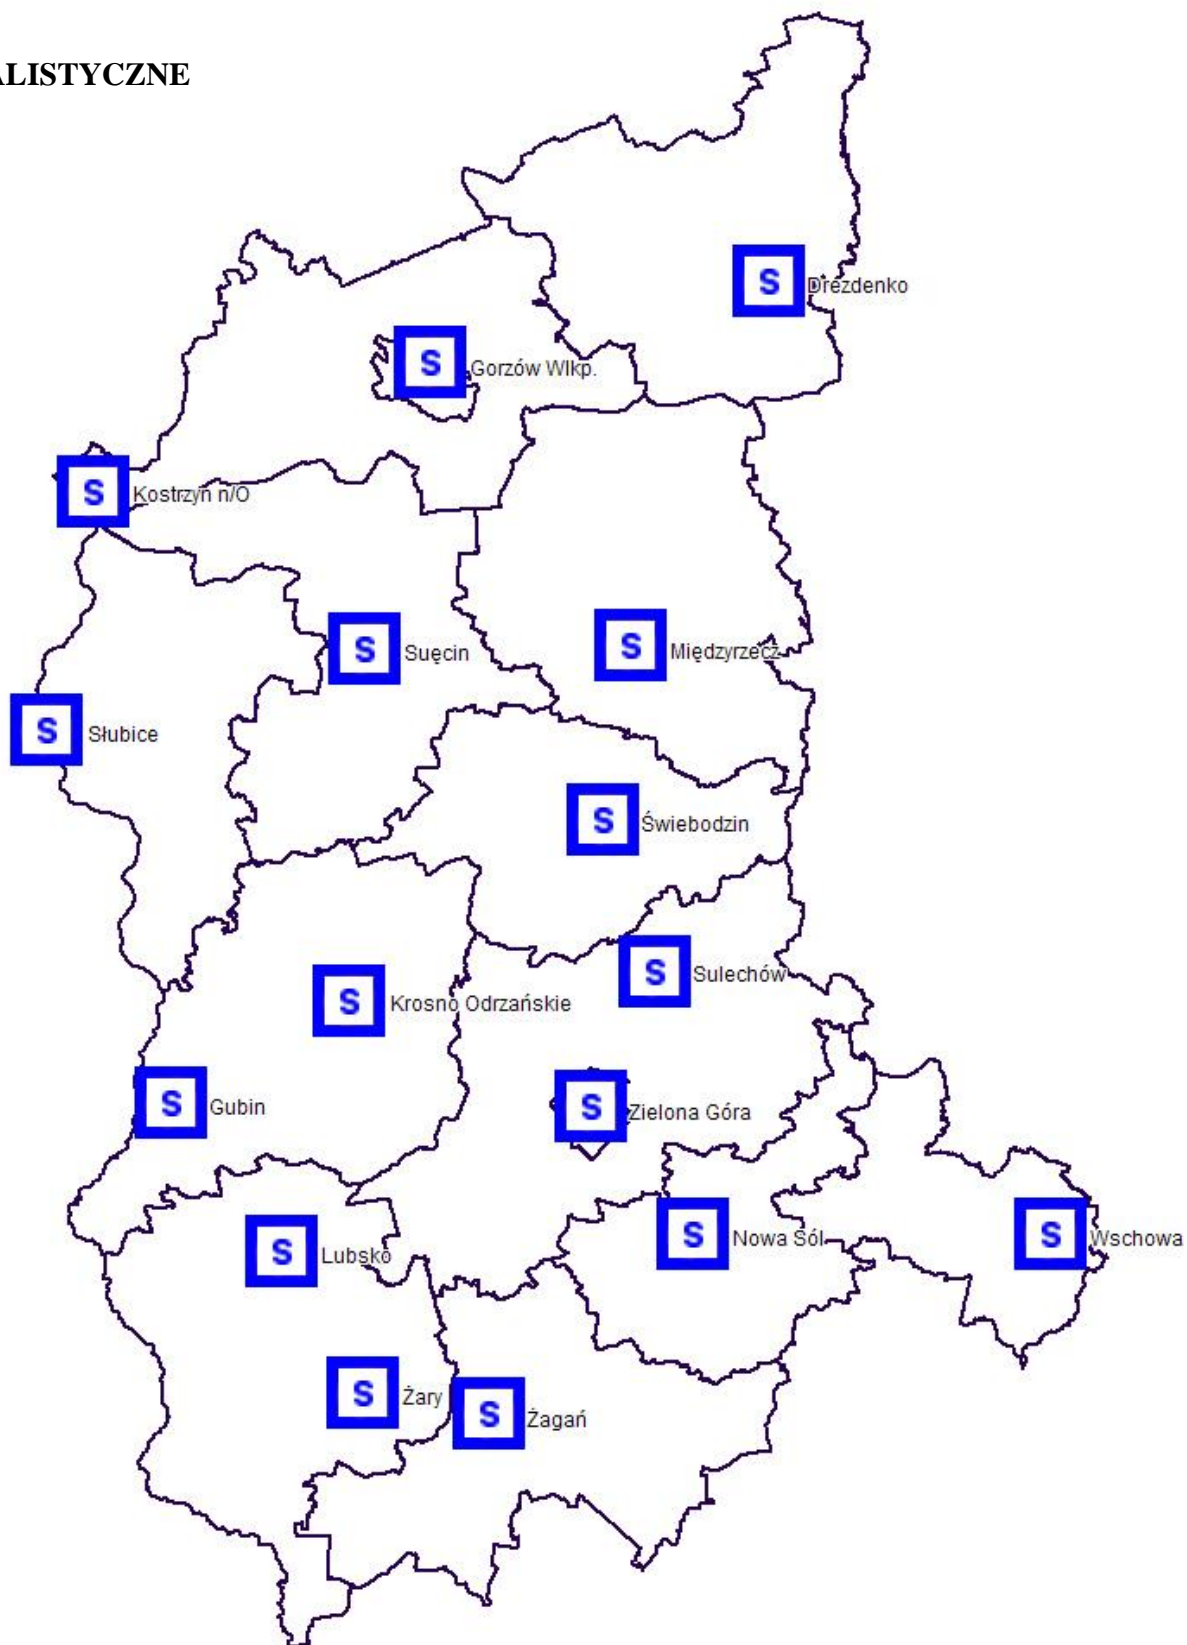 ALISTYCZNE
S Drezdenko
S Gorzów Wlkp.
S Kostrzyn n/O
S Suęcin
S Międzyrzecz
S Słubice
S Świebodzin
S Sulechów
S Krosno Odrzańskie
S Gubin
S Zielona Góra
S Nowa Sól
S Wschowa
S Lubsko
S Żary
S Żagań